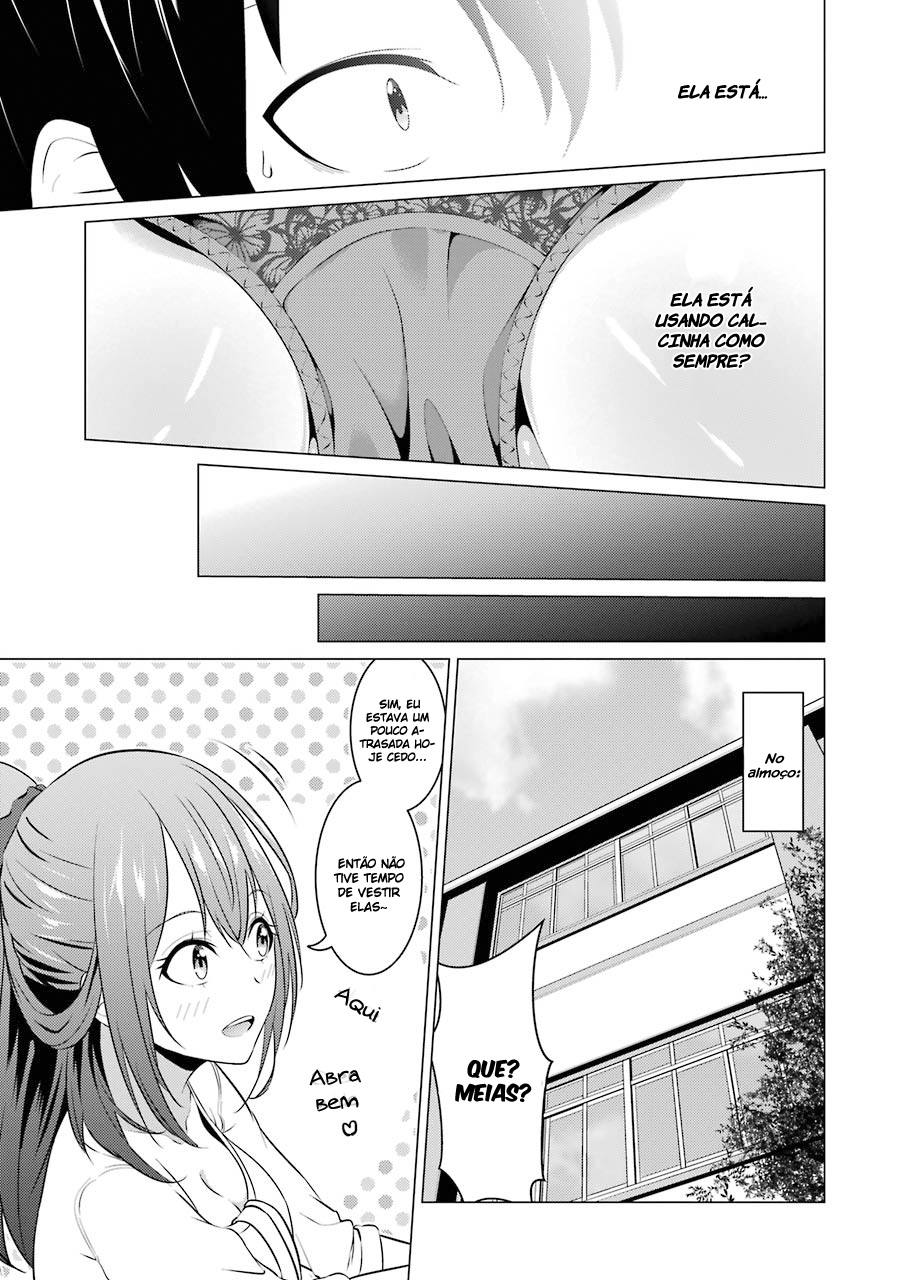 ELA ESTÁ...
ELA ESTÁ
USANDO CAL-
CINHA COMO
SEMPRE?
No
almoço:
QUE?
MEIAS?
SIM, EU
ESTAVA UM
POUCO A-
TRASADA HO-
JE CEDO...
ENTÃO NÃO
TIVE TEMPO
DE VESTIR
ELAS~
AQUI
ABRA
BEM
♡